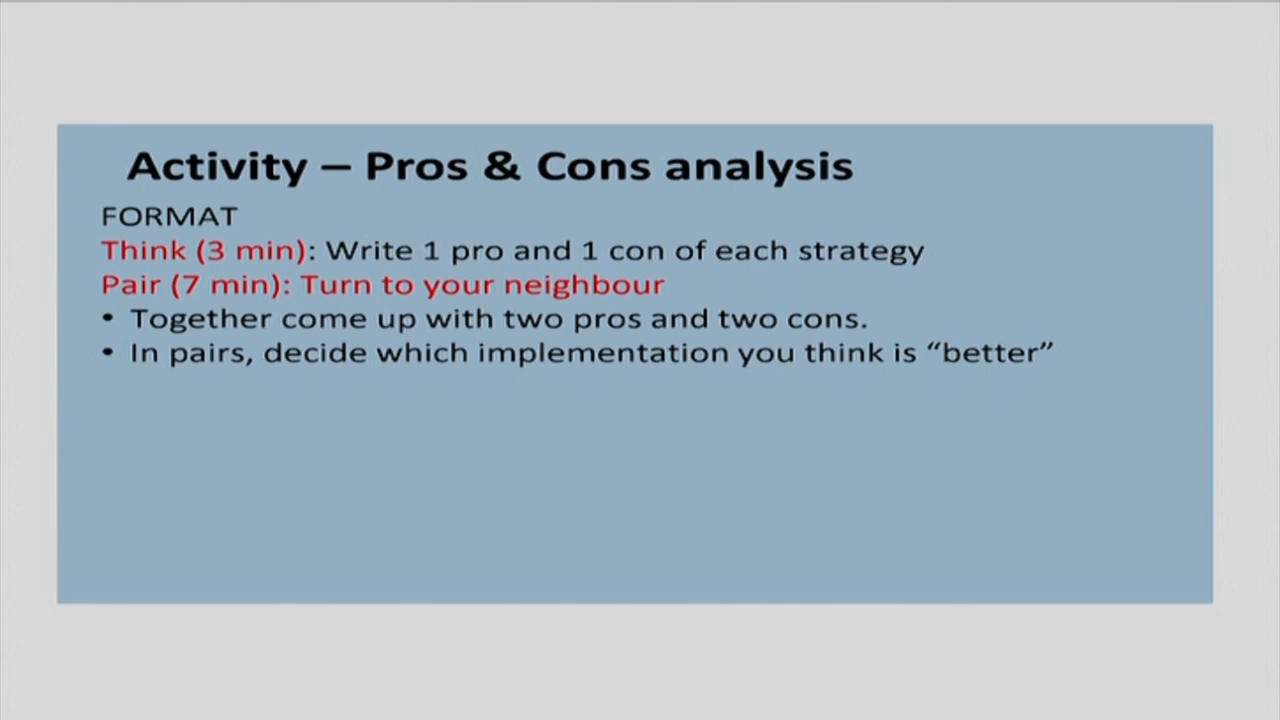 Activity – Pros & Cons analysis
FORMAT
Think (3 min): Write 1 pro and 1 con of each strategy
Pair (7 min): Turn to your neighbour
• Together come up with two pros and two cons.
• In pairs, decide which implementation you think is “better”